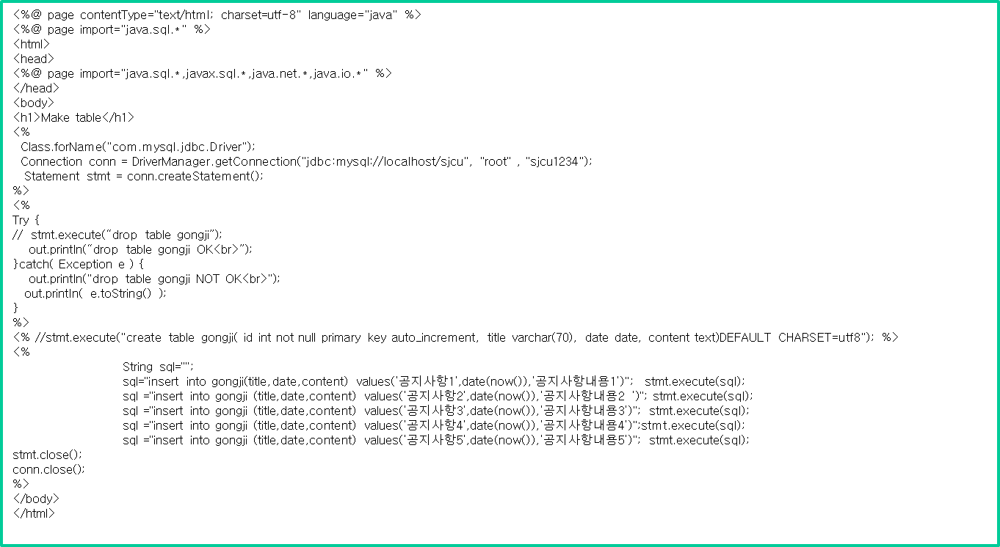 <%@ page contentType="text/html; charset=utf-8" language="java" %>
<%@ page import="java.sql.*" %>
<html>
<head>
<%@ page import="java.sql.*,javax.sql.*,java.net.*,java.io.*" %>
</head>
<body>
<h1>Make table</h1>
<%
Class.forName("com.mysql.jdbc.Driver");
Connection conn = DriverManager.getConnection("jdbc:mysql://localhost/sjcu", "root" , "sjcu1234");
Statement stmt = conn.createStatement();
%>
<%
Try {
// stmt.execute(“drop table gongji”);
out.println(“drop table gongji OK<br>”);
}catch( Exception e ) {
out.println("drop table gongji NOT OK<br>");
out.println( e.toString() );
}
%>
<% //stmt.execute("create table gongji( id int not null primary key auto_increment, title varchar(70), date date, content text)DEFAULT CHARSET=utf8"); %>
<%
String sql="";
sql="insert into gongji(title,date,content) values('공지사항1',date(now()),'공지사항내용1')"; stmt.execute(sql);
sql ="insert into gongji (title,date,content) values('공지사항2',date(now()),'공지사항내용2 ')"; stmt.execute(sql);
sql ="insert into gongji (title,date,content) values('공지사항3',date(now()),'공지사항내용3')"; stmt.execute(sql);
sql ="insert into gongji (title,date,content) values('공지사항4',date(now()),'공지사항내용4')";stmt.execute(sql);
sql ="insert into gongji (title,date,content) values('공지사항5',date(now()),'공지사항내용5')"; stmt.execute(sql);
stmt.close();
conn.close();
%>
</body>
</html>